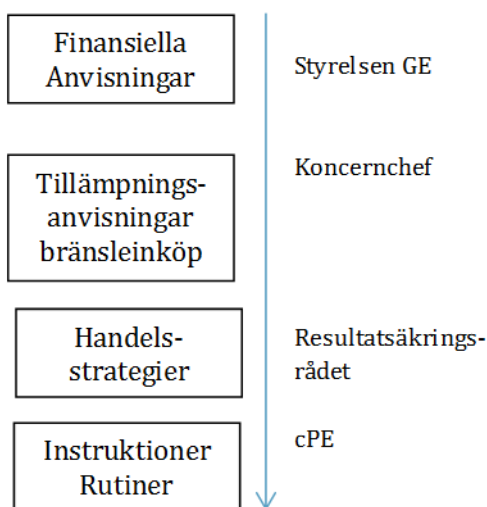 Finansiella
Anvisningar
Styrelsen GE
Koncernchef
Tillämpnings-
anvisningar
bränsleinköp
Handels-
strategier
Resultatsäkrings-
rådet
cPE
Instruktioner
Rutiner